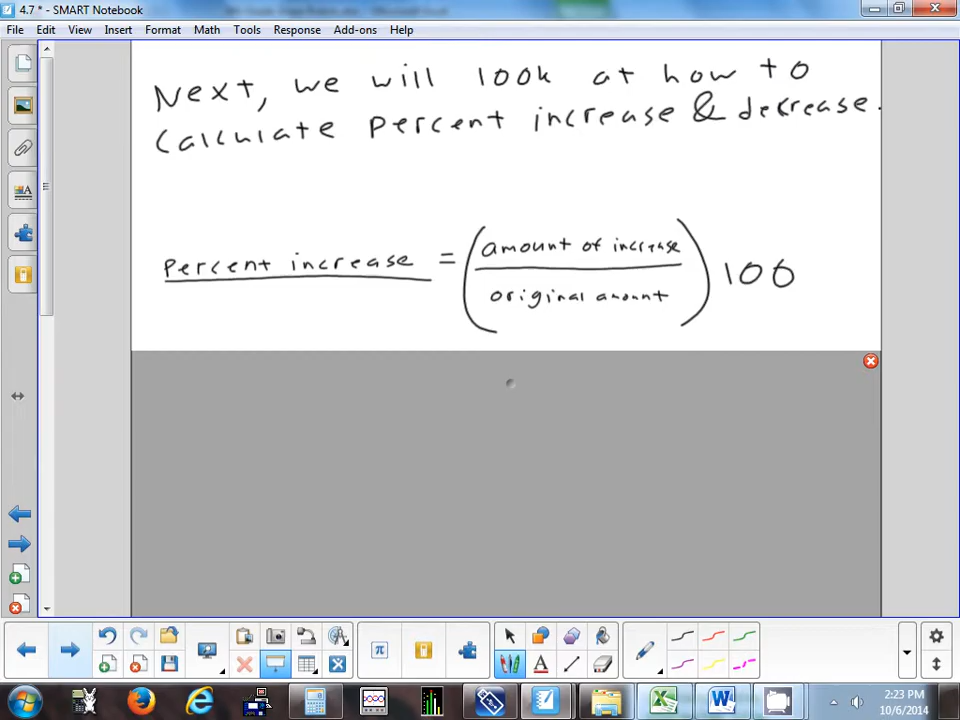 4.7 * - SMART Notebook
File Edit View Insert Format Math Tools Response Add-ons Help
Next, we will look at how to
calculate percent increase & decrease.
percent increase = (amount of increase / original amount) 100
2:23 PM
10/6/2014